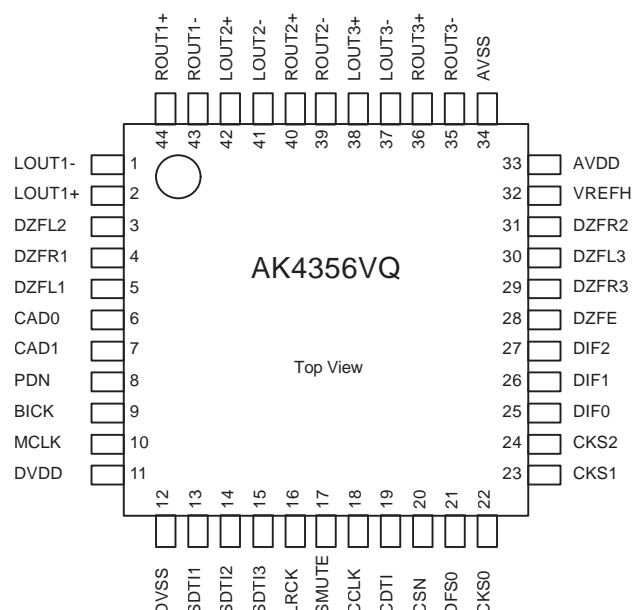 ROUT1+
ROUT1-
LOUT2+
LOUT2-
ROUT2+
ROUT2-
LOUT3+
LOUT3-
ROUT3+
ROUT3-
AVSS
44
43
42
41
40
39
38
37
36
35
34
LOUT1- 1
LOUT1+ 2
DZFL2 3
DZFR1 4
DZFL1 5
CAD0 6
CAD1 7
PDN 8
BICK 9
MCLK 10
DVDD 11
AK4356VQ
Top View
33 AVDD
32 VREFH
31 DZFR2
30 DZFL3
29 DZFR3
28 DZFE
27 DIF2
26 DIF1
25 DIF0
24 CKS2
23 CKS1
12
13
14
15
16
17
18
19
20
21
22
DVSS
SDTI1
SDTI2
SDTI3
LRCK
SMUTE
CCLK
CDTI
CSN
DFS0
CKS0